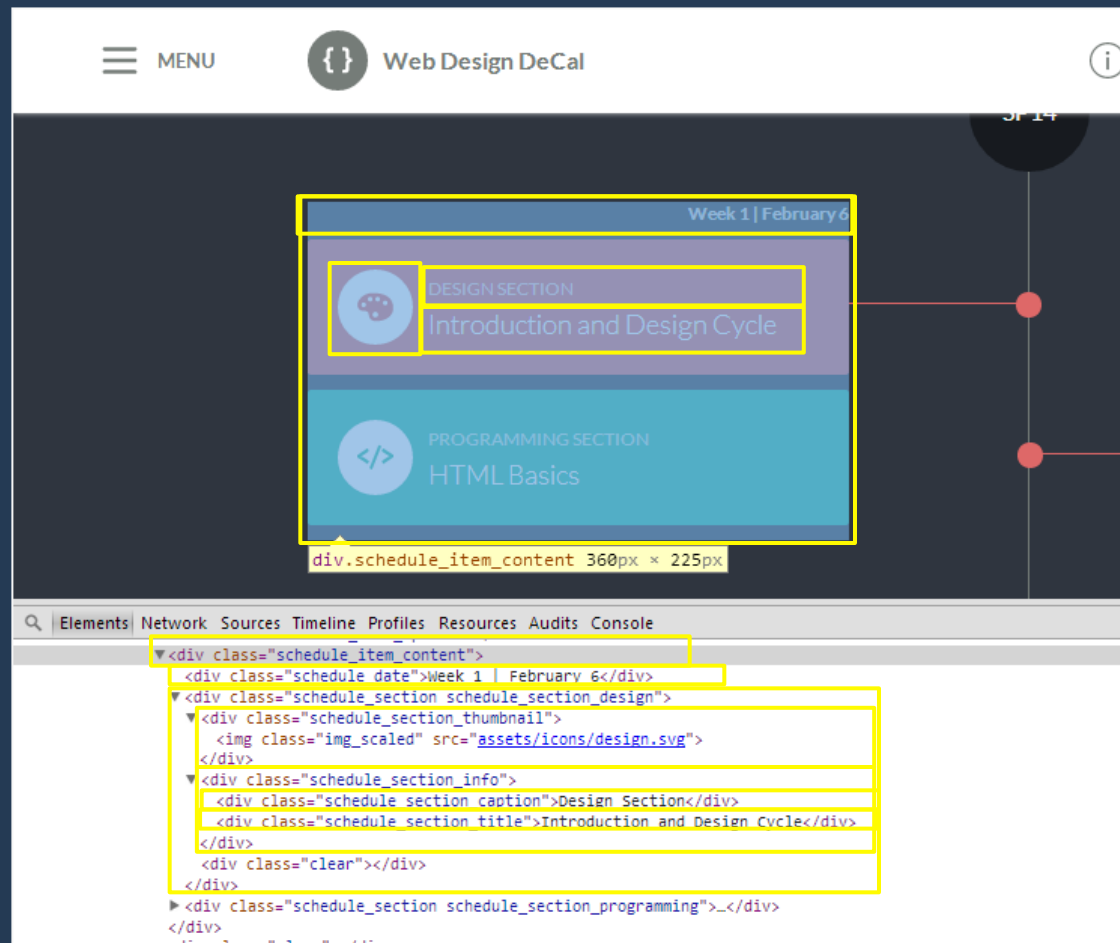 MENU
{ } Web Design DeCal
i
SP14
Week 1 | February 6
DESIGN SECTION
Introduction and Design Cycle
</>
PROGRAMMING SECTION
HTML Basics
div.schedule_item_content 360px × 225px
Elements Network Sources Timeline Profiles Resources Audits Console
▼<div class="schedule_item_content">
<div class="schedule_date">Week 1 | February 6</div>
▼<div class="schedule_section schedule_section_design">
▼<div class="schedule_section_thumbnail">
<img class="img_scaled" src="assets/icons/design.svg">
</div>
▼<div class="schedule_section_info">
<div class="schedule_section_caption">Design Section</div>
<div class="schedule_section_title">Introduction and Design Cycle</div>
</div>
<div class="clear"></div>
</div>
▶<div class="schedule_section schedule_section_programming">…</div>
</div>